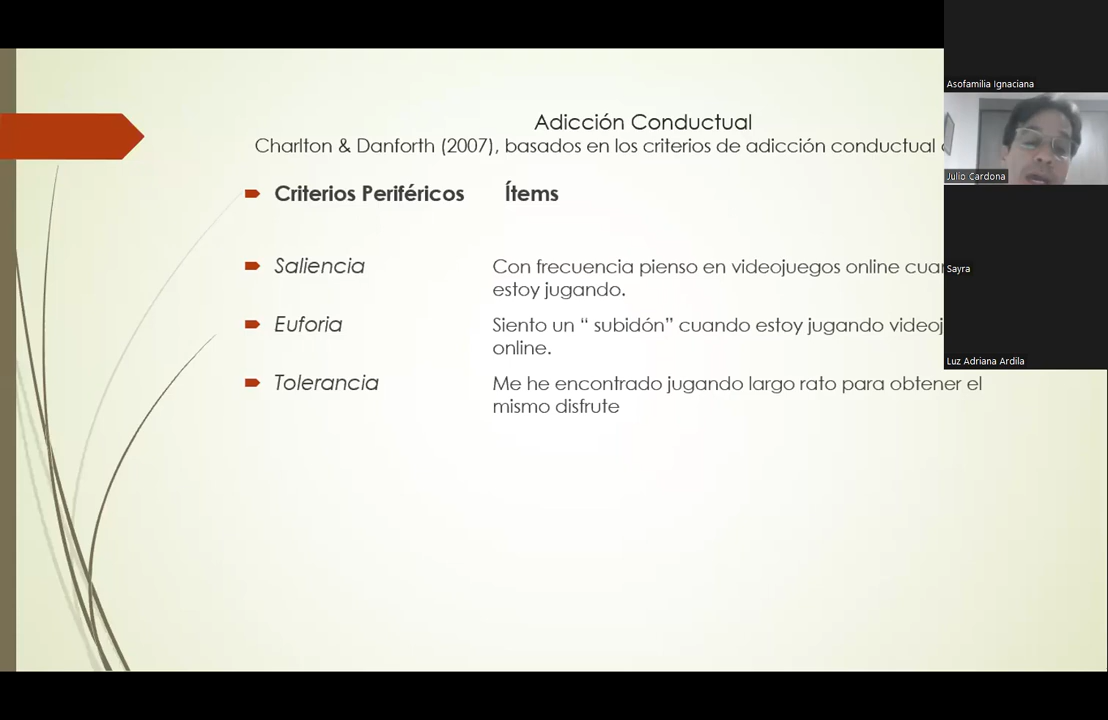 Adicción Conductual
Charlton & Danforth (2007), basados en los criterios de adicción conductual
Criterios Periféricos Ítems
Saliencia Con frecuencia pienso en videojuegos online
estoy jugando.
Euforia Siento un “ subidón” cuando estoy jugando
online.
Tolerancia Me he encontrado jugando largo rato para obtener el
mismo disfrute
Asofamilia Ignaciana
Julio Cardona
Sayra
Luz Adriana Ardila